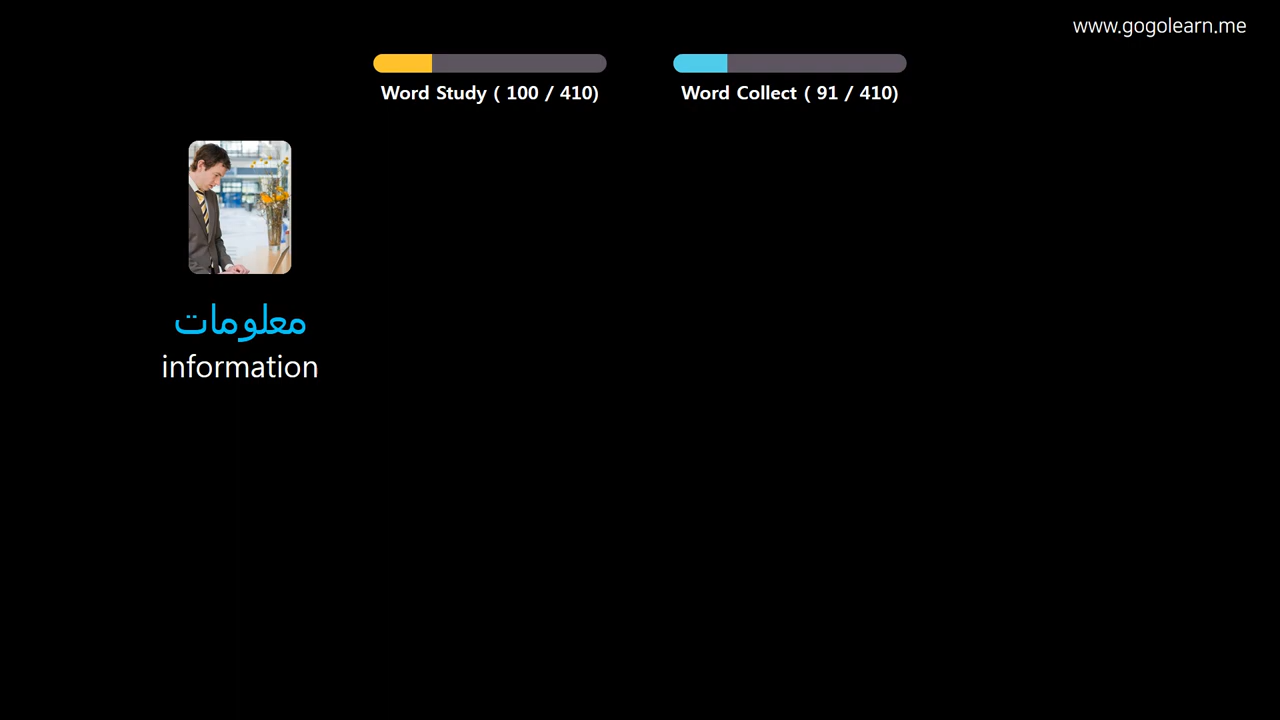 www.gogolearn.me
Word Study ( 100 / 410)
Word Collect ( 91 / 410)
معلومات
information